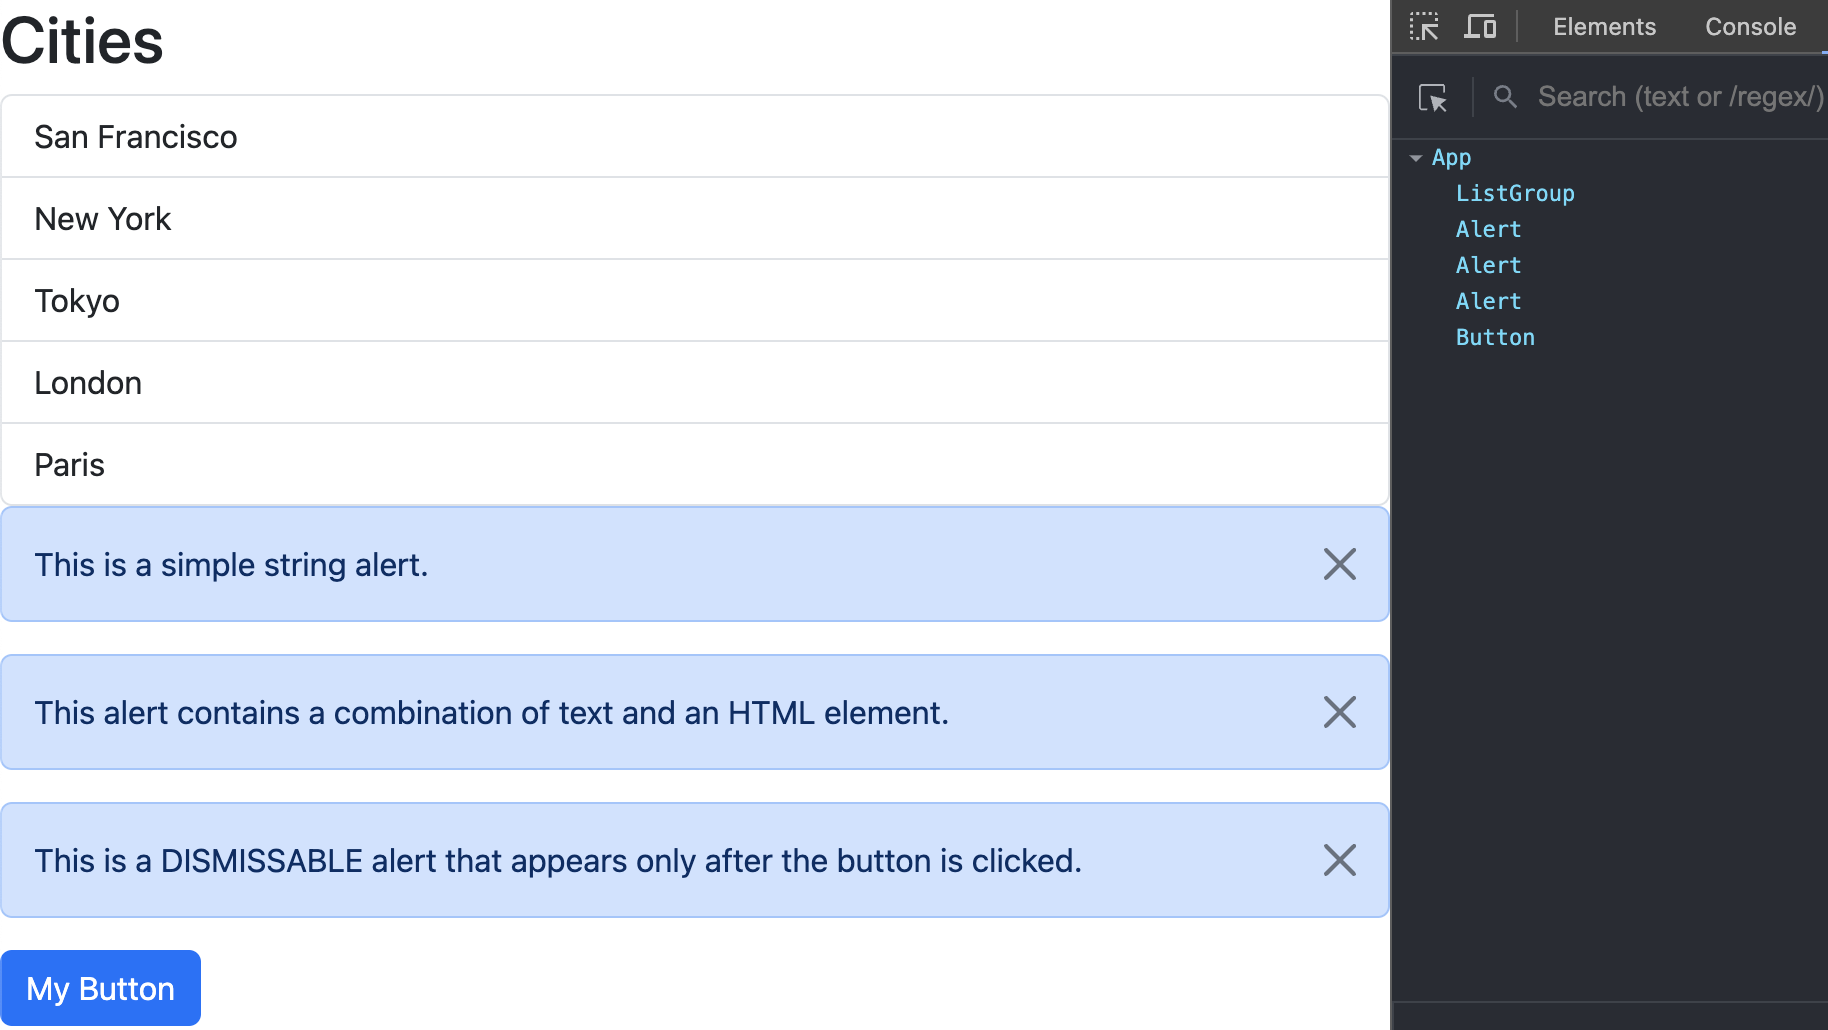 Cities
San Francisco
New York
Tokyo
London
Paris
This is a simple string alert.
This alert contains a combination of text and an HTML element.
This is a DISMISSABLE alert that appears only after the button is clicked.
My Button
Elements Console
Search (text or /regex/)
App
ListGroup
Alert
Alert
Alert
Button